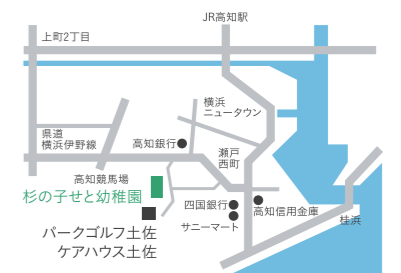 JR高知駅
上町2丁目
横浜
ニュータウン
県道
横浜伊野線
高知銀行
瀬戸
西町
高知競馬場
杉の子せと幼稚園
四国銀行
高知信用金庫
サニーマート
桂浜
パークゴルフ土佐
ケアハウス土佐